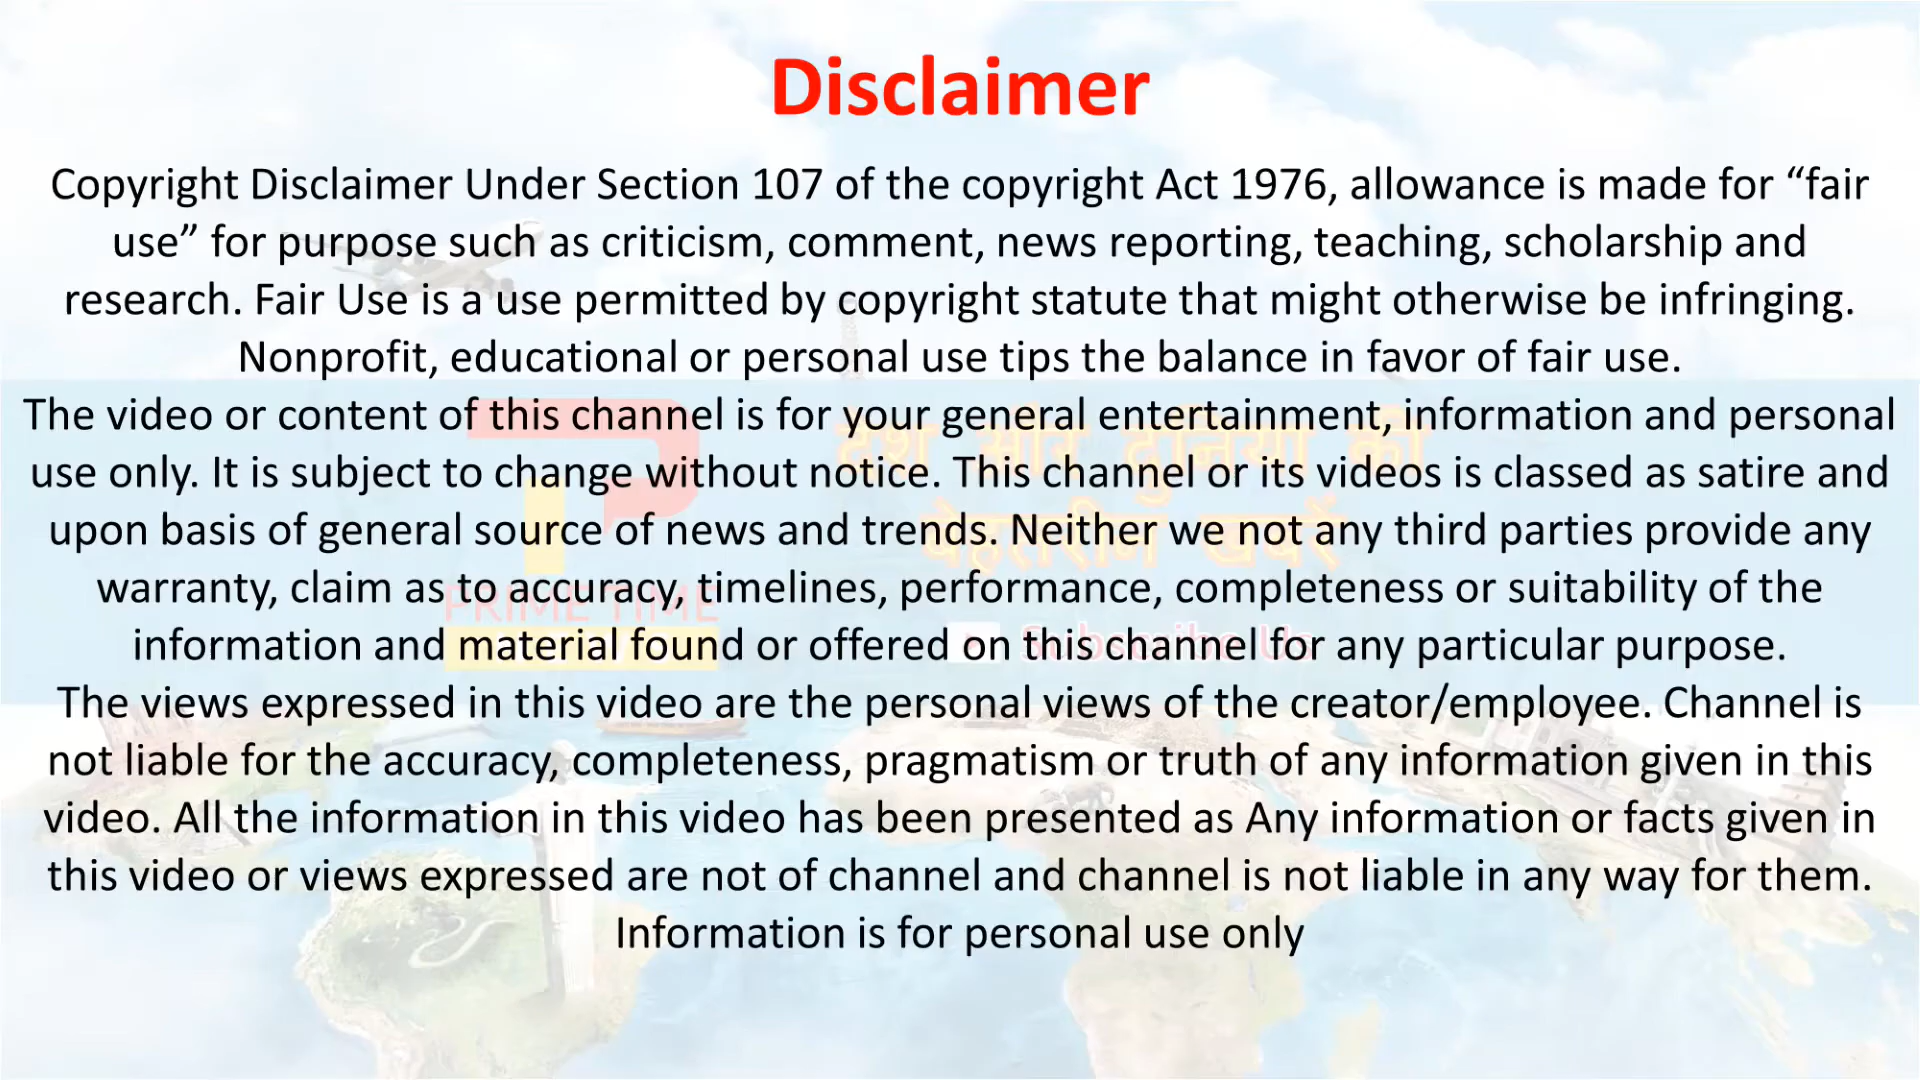 Disclaimer
Copyright Disclaimer Under Section 107 of the copyright Act 1976, allowance is made for “fair
use” for purpose such as criticism, comment, news reporting, teaching, scholarship and
research. Fair Use is a use permitted by copyright statute that might otherwise be infringing.
Nonprofit, educational or personal use tips the balance in favor of fair use.
The video or content of this channel is for your general entertainment, information and personal
use only. It is subject to change without notice. This channel or its videos is classed as satire and
upon basis of general source of news and trends. Neither we not any third parties provide any
warranty, claim as to accuracy, timelines, performance, completeness or suitability of the
information and material found or offered on this channel for any particular purpose.
The views expressed in this video are the personal views of the creator/employee. Channel is
not liable for the accuracy, completeness, pragmatism or truth of any information given in this
video. All the information in this video has been presented as Any information or facts given in
this video or views expressed are not of channel and channel is not liable in any way for them.
Information is for personal use only
देश और दुनिया की
बेहतरीन खबरें
PRIME TIME
Subscribe Us